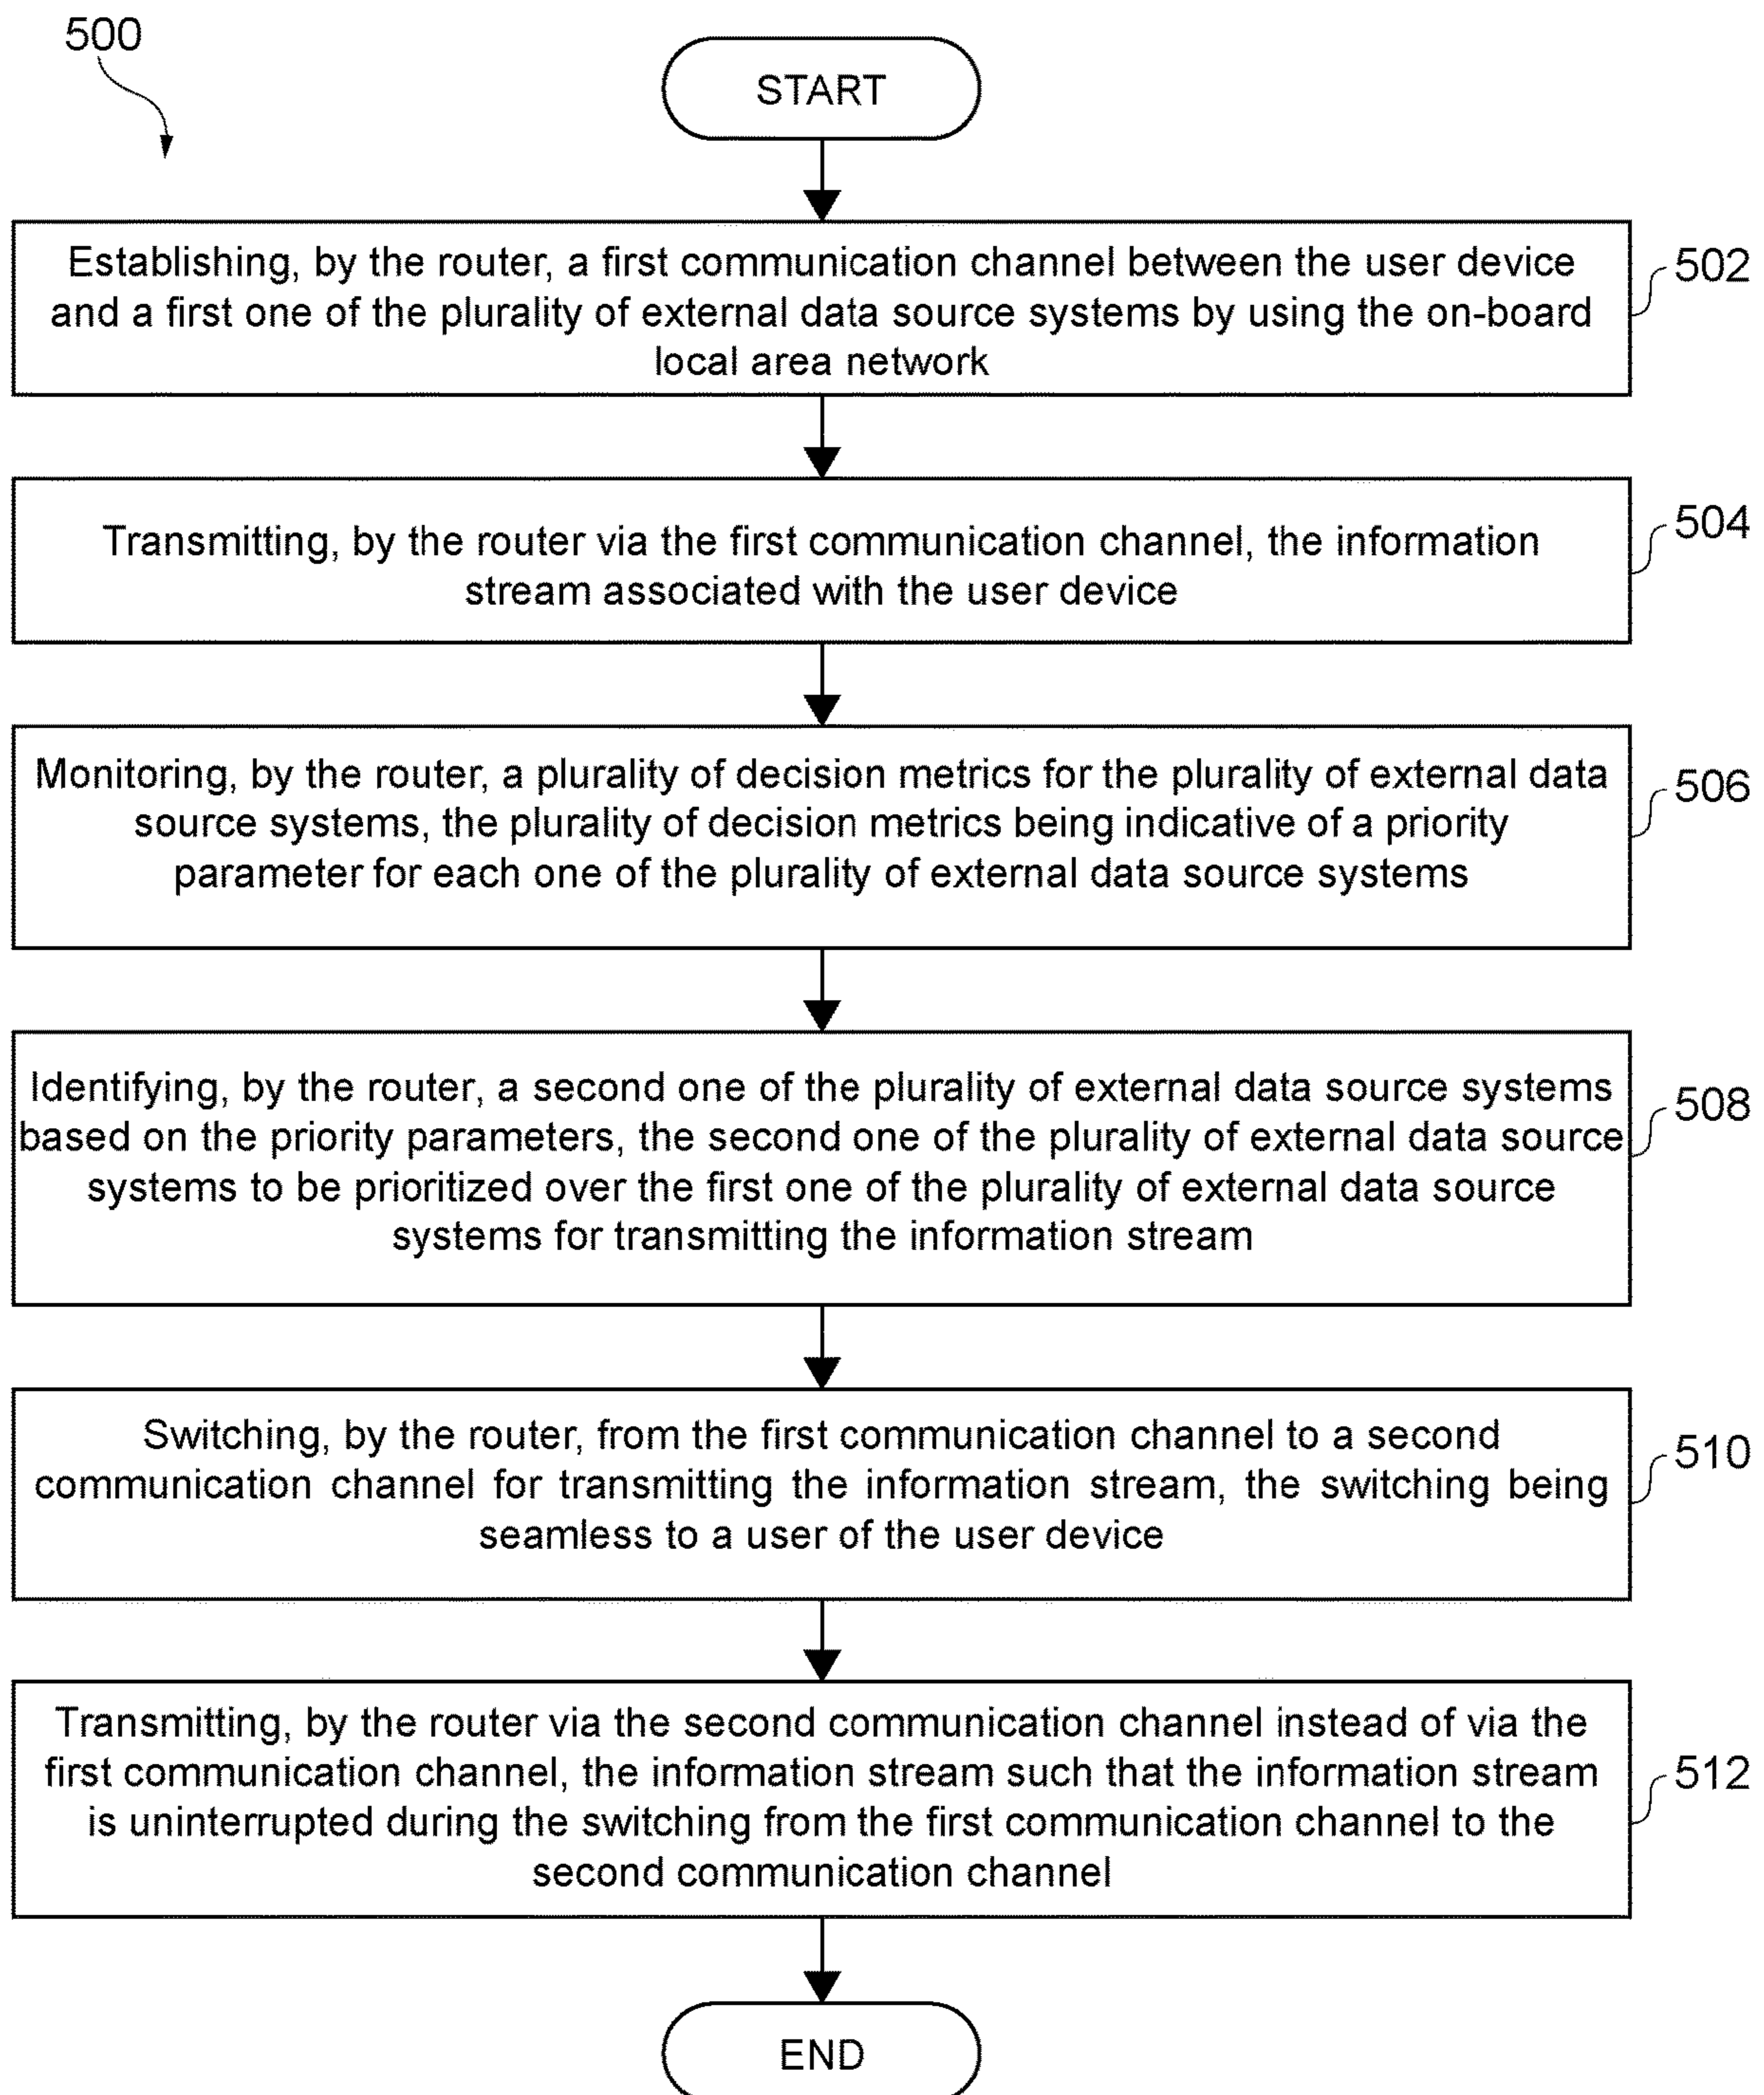 500
START
Establishing, by the router, a first communication channel between the user device
and a first one of the plurality of external data source systems by using the on-board
local area network
502
Transmitting, by the router via the first communication channel, the information
stream associated with the user device
504
Monitoring, by the router, a plurality of decision metrics for the plurality of external data
source systems, the plurality of decision metrics being indicative of a priority
parameter for each one of the plurality of external data source systems
506
Identifying, by the router, a second one of the plurality of external data source systems
based on the priority parameters, the second one of the plurality of external data source
systems to be prioritized over the first one of the plurality of external data source
systems for transmitting the information stream
508
Switching, by the router, from the first communication channel to a second
communication channel for transmitting the information stream, the switching being
seamless to a user of the user device
510
Transmitting, by the router via the second communication channel instead of via the
first communication channel, the information stream such that the information stream
is uninterrupted during the switching from the first communication channel to the
second communication channel
512
END